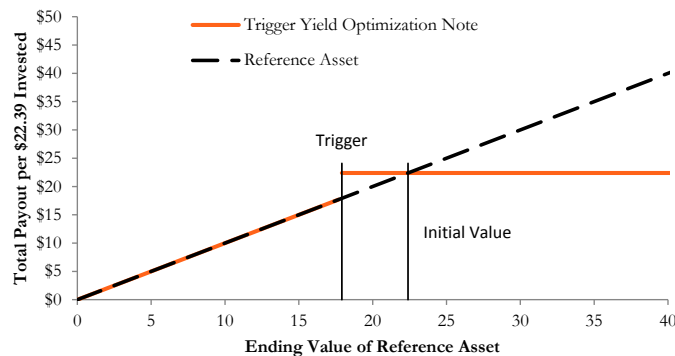 $50
$45
$40
$35
$30
$25
$20
$15
$10
$5
$0
Total Payout per $22.39 Invested
Trigger Yield Optimization Note
Reference Asset
Trigger
Initial Value
0 5 10 15 20 25 30 35 40
Ending Value of Reference Asset